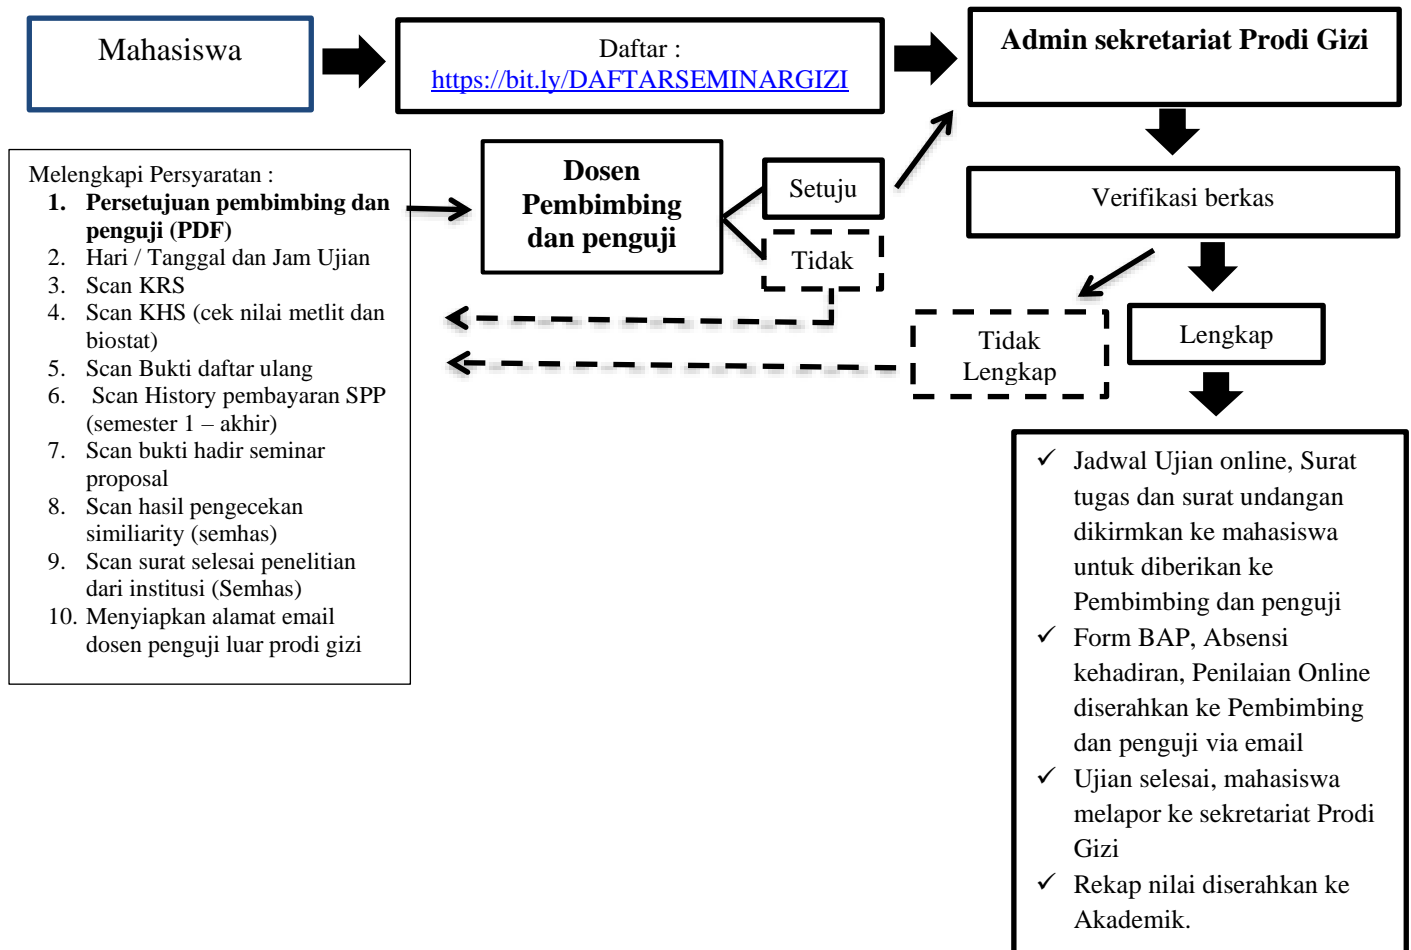 Mahasiswa
Daftar :
https://bit.ly/DAFTARSEMINARGIZI
Admin sekretariat Prodi Gizi
Melengkapi Persyaratan :
1. Persetujuan pembimbing dan
penguji (PDF)
2. Hari / Tanggal dan Jam Ujian
3. Scan KRS
4. Scan KHS (cek nilai metlit dan
biostat)
5. Scan Bukti daftar ulang
6. Scan History pembayaran SPP
(semester 1 – akhir)
7. Scan bukti hadir seminar
proposal
8. Scan hasil pengecekan
similiarity (semhas)
9. Scan surat selesai penelitian
dari institusi (Semhas)
10. Menyiapkan alamat email
dosen penguji luar prodi gizi
Dosen
Pembimbing
dan penguji
Setuju
Tidak
Verifikasi berkas
Tidak
Lengkap
Lengkap
✓ Jadwal Ujian online, Surat
tugas dan surat undangan
dikirmkan ke mahasiswa
untuk diberikan ke
Pembimbing dan penguji
✓ Form BAP, Absensi
kehadiran, Penilaian Online
diserahkan ke Pembimbing
dan penguji via email
✓ Ujian selesai, mahasiswa
melapor ke sekretariat Prodi
Gizi
✓ Rekap nilai diserahkan ke
Akademik.